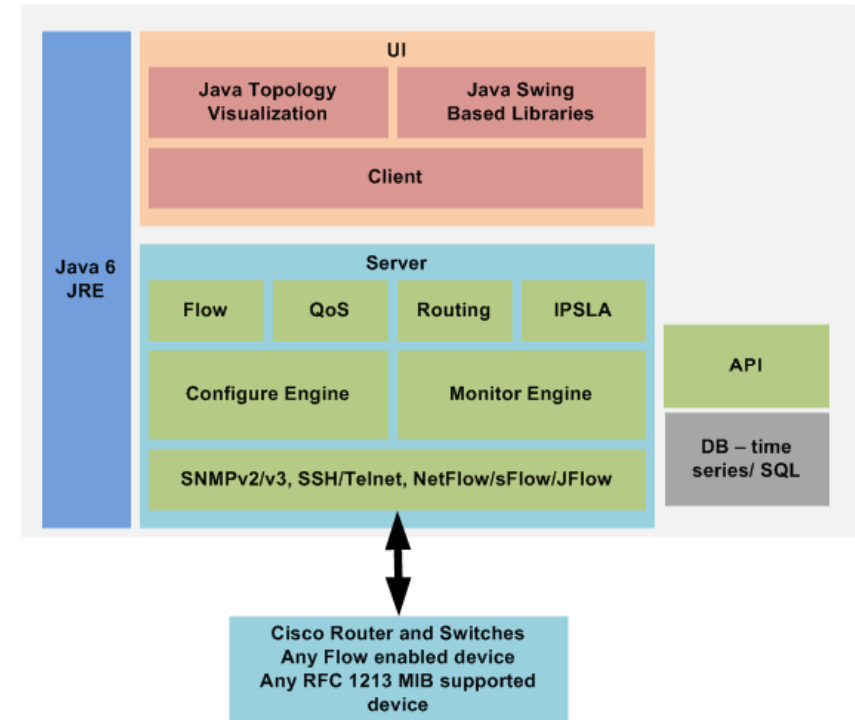 UI
Java Topology
Visualization
Java Swing
Based Libraries
Client
Java 6
JRE
Server
Flow
QoS
Routing
IPSLA
Configure Engine
Monitor Engine
SNMPv2/v3, SSH/Telnet, NetFlow/sFlow/JFlow
API
DB – time
series/ SQL
Cisco Router and Switches
Any Flow enabled device
Any RFC 1213 MIB supported
device